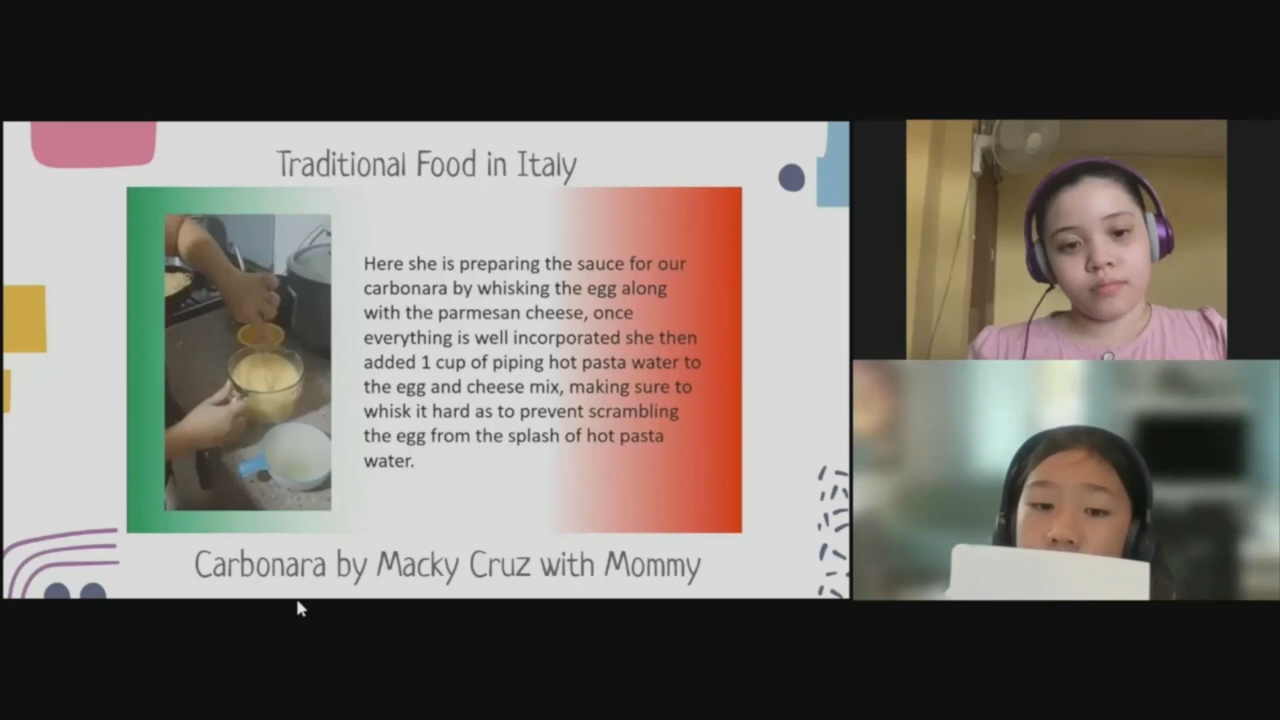 Traditional Food in Italy
Here she is preparing the sauce for our
carbonara by whisking the egg along
with the parmesan cheese, once
everything is well incorporated she then
added 1 cup of piping hot pasta water to
the egg and cheese mix, making sure to
whisk it hard as to prevent scrambling
the egg from the splash of hot pasta
water.
Carbonara by Macky Cruz with Mommy